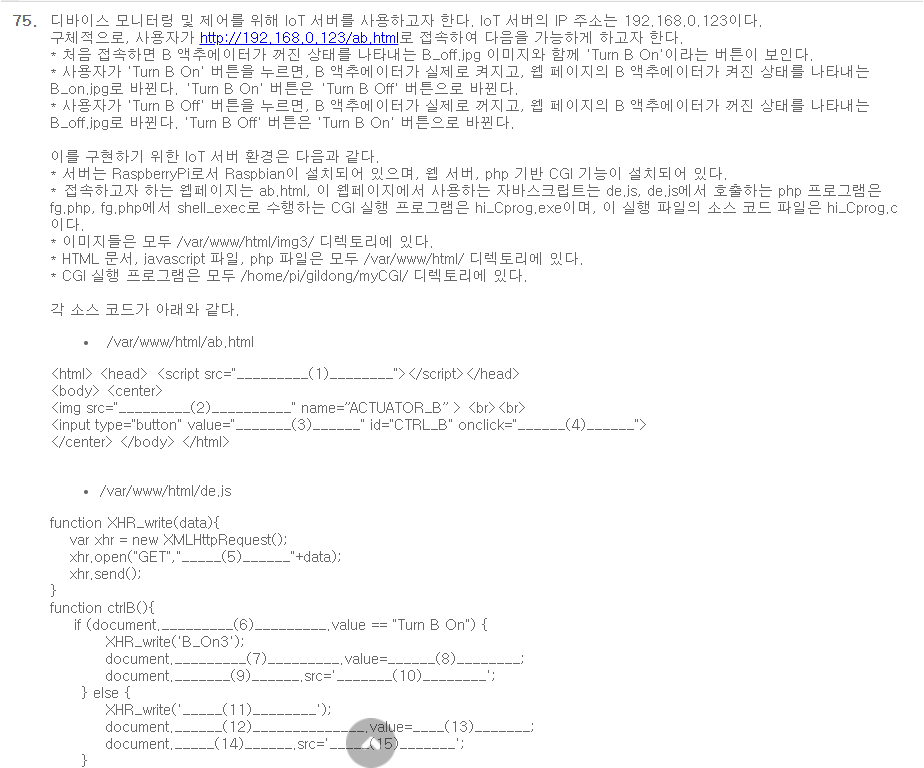 75. 디바이스 모니터링 및 제어를 위해 IoT 서버를 사용하고자 한다. IoT 서버의 IP 주소는 192.168.0.123이다.
구체적으로, 사용자가 http://192.168.0.123/ab.html로 접속하여 다음을 가능하게 하고자 한다.
* 처음 접속하면 B 액추에이터가 꺼진 상태를 나타내는 B_off.jpg 이미지와 함께 'Turn B On'이라는 버튼이 보인다.
* 사용자가 'Turn B On' 버튼을 누르면, B 액추에이터가 실제로 켜지고, 웹 페이지의 B 액추에이터가 켜진 상태를 나타내는
B_on.jpg로 바뀐다. 'Turn B On' 버튼은 'Turn B Off' 버튼으로 바뀐다.
* 사용자가 'Turn B Off' 버튼을 누르면, B 액추에이터가 실제로 꺼지고, 웹 페이지의 B 액추에이터가 꺼진 상태를 나타내는
B_off.jpg로 바뀐다. 'Turn B Off' 버튼은 'Turn B On' 버튼으로 바뀐다.
이를 구현하기 위한 IoT 서버 환경은 다음과 같다.
* 서버는 RaspberryPi로서 Raspbian이 설치되어 있으며, 웹 서버, php 기반 CGI 기능이 설치되어 있다.
* 접속하고자 하는 웹페이지는 ab.html, 이 웹페이지에서 사용하는 자바스크립트는 de.js, de.js에서 호출하는 php 프로그램은
fg.php, fg.php에서 shell_exec로 수행하는 CGI 실행 프로그램은 hi_Cprog.exe이며, 이 실행 파일의 소스 코드 파일은 hi_Cprog.c
이다.
* 이미지들은 모두 /var/www/html/img3/ 디렉토리에 있다.
* HTML 문서, javascript 파일, php 파일은 모두 /var/www/html/ 디렉토리에 있다.
* CGI 실행 프로그램은 모두 /home/pi/gildong/myCGI/ 디렉토리에 있다.
각 소스 코드가 아래와 같다.
• /var/www/html/ab.html
<html> <head> <script src="_________(1)________"></script></head>
<body> <center>
<img src="_________(2)__________" name="ACTUATOR_B" > <br><br>
<input type="button" value="_______(3)______" id="CTRL_B" onclick="______(4)______">
</center> </body> </html>
• /var/www/html/de.js
function XHR_write(data){
var xhr = new XMLHttpRequest();
xhr.open("GET","_____(5)______"+data);
xhr.send();
}
function ctrlB(){
if (document._________(6)_________.value == "Turn B On") {
XHR_write('B_On3');
document._________(7)_________.value=______(8)________;
document._______(9)______.src='_______(10)________';
} else {
XHR_write('_____(11)________');
document.______(12)______________.value=____(13)_______;
document._____(14)______.src='_____(15)_______';
}